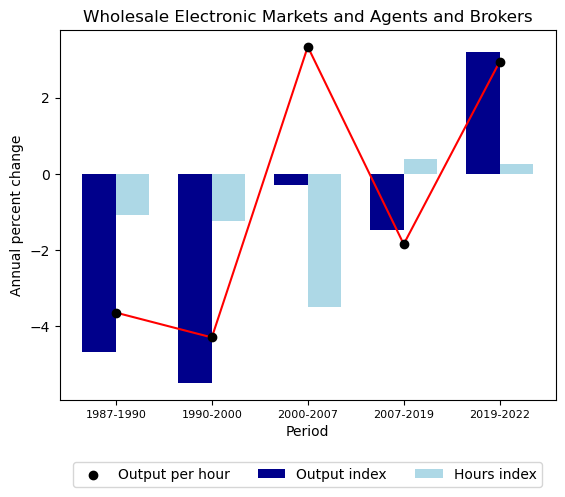 Wholesale Electronic Markets and Agents and Brokers
Annual percent change
2
0
−2
−4
1987-1990 1990-2000 2000-2007 2007-2019 2019-2022
Period
Output per hour Output index Hours index